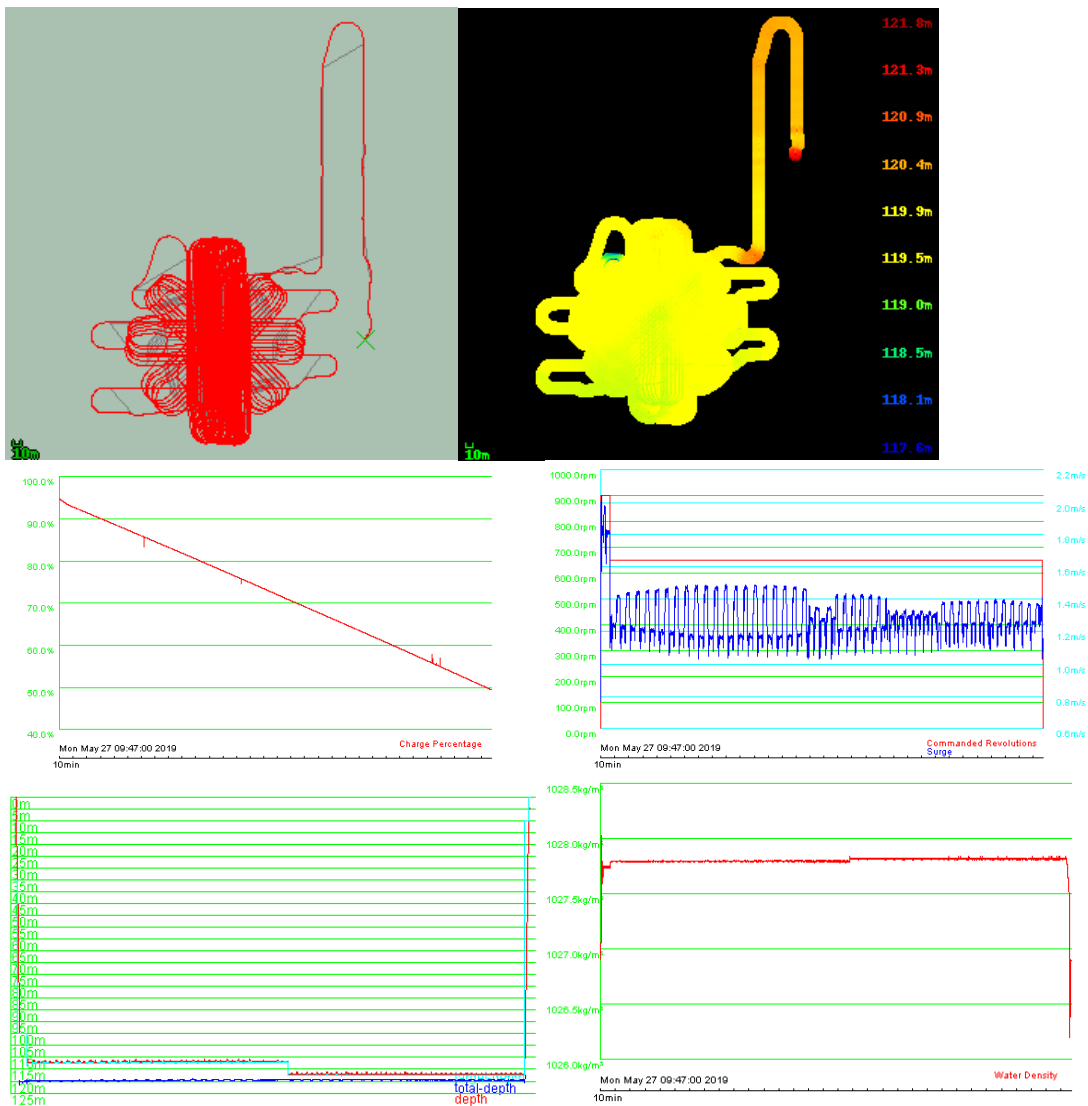 10m
121.8m
121.3m
120.9m
120.4m
119.9m
119.5m
119.0m
118.5m
118.1m
117.6m
10m
100.0%
90.0%
80.0%
70.0%
60.0%
50.0%
40.0%
Mon May 27 09:47:00 2019
Charge Percentage
10min
1000.0rpm
900.0rpm
800.0rpm
700.0rpm
600.0rpm
500.0rpm
400.0rpm
300.0rpm
200.0rpm
100.0rpm
0.0rpm
2.2m/s
2.0m/s
1.8m/s
1.6m/s
1.4m/s
1.2m/s
1.0m/s
0.8m/s
0.6m/s
Mon May 27 09:47:00 2019
Commanded Revolutions
Surge
10min
0m
5m
10m
15m
20m
25m
30m
35m
40m
45m
50m
55m
60m
65m
70m
75m
80m
85m
90m
95m
100m
105m
110m
115m
120m
125m
total-depth
depth
1028.5kg/m³
1028.0kg/m³
1027.5kg/m³
1027.0kg/m³
1026.5kg/m³
1026.0kg/m³
Mon May 27 09:47:00 2019
Water Density
10min